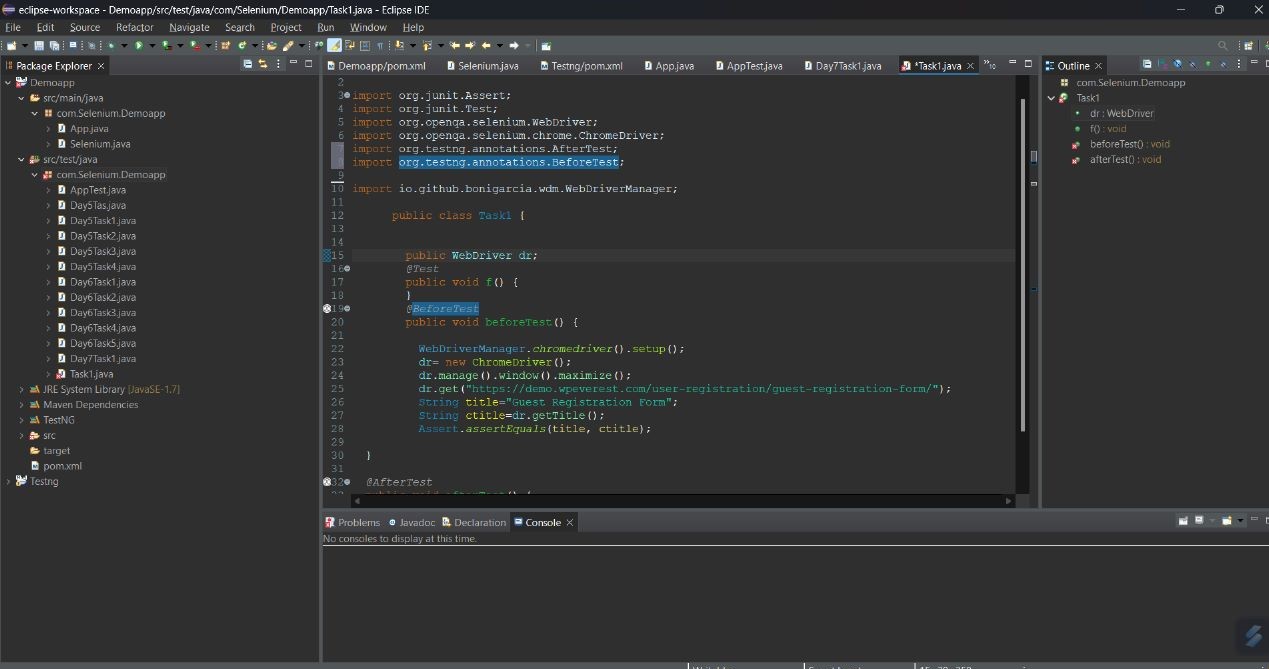 eclipse-workspace - Demoapp/src/test/java/com/Selenium/Demoapp/Task1.java - Eclipse IDE
File Edit Source Refactor Navigate Search Project Run Window Help
Package Explorer
Demoapp
src/main/java
com.Selenium.Demoapp
App.java
Selenium.java
src/test/java
com.Selenium.Demoapp
AppTest.java
Day5Tas.java
Day5Task1.java
Day5Task2.java
Day5Task3.java
Day5Task4.java
Day6Task1.java
Day6Task2.java
Day6Task3.java
Day6Task4.java
Day6Task5.java
Day7Task1.java
Task1.java
JRE System Library [JavaSE-1.7]
Maven Dependencies
TestNG
src
target
pom.xml
Testng
Demoapp/pom.xml Selenium.java Testng/pom.xml App.java AppTest.java Day7Task1.java *Task1.java »10
2
3 import org.junit.Assert;
4 import org.junit.Test;
5 import org.openqa.selenium.WebDriver;
6 import org.openqa.selenium.chrome.ChromeDriver;
7 import org.testng.annotations.AfterTest;
8 import org.testng.annotations.BeforeTest;
9
10 import io.github.bonigarcia.wdm.WebDriverManager;
11
12 public class Task1 {
13
14
15 public WebDriver dr;
16 @Test
17 public void f() {
18 }
19 @BeforeTest
20 public void beforeTest() {
21
22 WebDriverManager.chromedriver().setup();
23 dr= new ChromeDriver();
24 dr.manage().window().maximize();
25 dr.get("https://demo.wpeverest.com/user-registration/guest-registration-form/");
26 String title="Guest Registration Form";
27 String ctitle=dr.getTitle();
28 Assert.assertEquals(title, ctitle);
29
30 }
31
32 @AfterTest
Outline
com.Selenium.Demoapp
Task1
dr : WebDriver
f() : void
beforeTest() : void
afterTest() : void
Problems Javadoc Declaration Console
No consoles to display at this time.